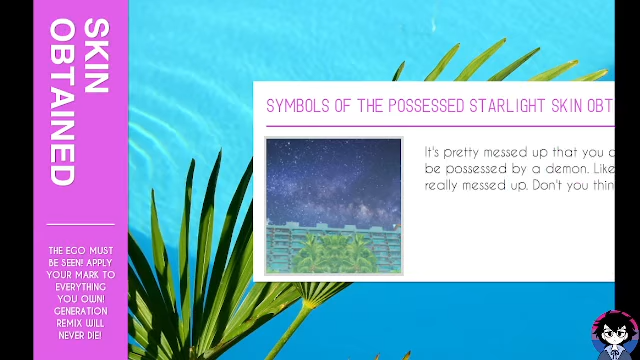 SKIN
OBTAINED
THE EGO MUST
BE SEEN! APPLY
YOUR MARK TO
EVERYTHING
YOU OWN!
GENERATION
REMIX WILL
NEVER DIE!
SYMBOLS OF THE POSSESSED STARLIGHT SKIN OBT
It's pretty messed up that you c
be possessed by a demon. Like
really messed up. Don't you thin